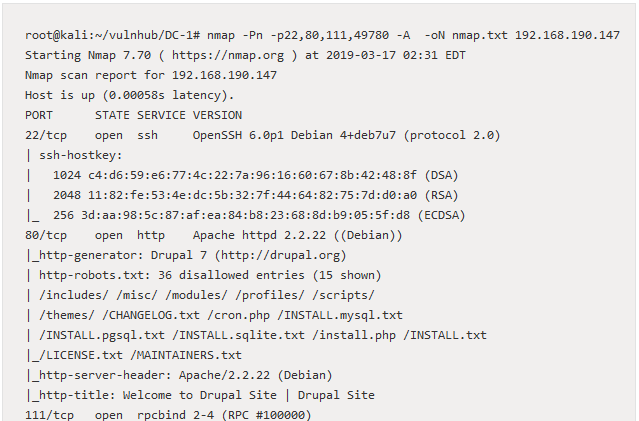 root@kali:~/vulnhub/DC-1# nmap -Pn -p22,80,111,49780 -A  -oN nmap.txt 192.168.190.147
Starting Nmap 7.70 ( https://nmap.org ) at 2019-03-17 02:31 EDT
Nmap scan report for 192.168.190.147
Host is up (0.00058s latency).
PORT      STATE SERVICE VERSION
22/tcp    open  ssh     OpenSSH 6.0p1 Debian 4+deb7u7 (protocol 2.0)
| ssh-hostkey:
|   1024 c4:d6:59:e6:77:4c:22:7a:96:16:60:67:8b:42:48:8f (DSA)
|   2048 11:82:fe:53:4e:dc:5b:32:7f:44:64:82:75:7d:d0:a0 (RSA)
|_  256 3d:aa:98:5c:87:af:ea:84:b8:23:68:8d:b9:05:5f:d8 (ECDSA)
80/tcp    open  http    Apache httpd 2.2.22 ((Debian))
|_http-generator: Drupal 7 (http://drupal.org)
| http-robots.txt: 36 disallowed entries (15 shown)
| /includes/ /misc/ /modules/ /profiles/ /scripts/
| /themes/ /CHANGELOG.txt /cron.php /INSTALL.mysql.txt
| /INSTALL.pgsql.txt /INSTALL.sqlite.txt /install.php /INSTALL.txt
|_/LICENSE.txt /MAINTAINERS.txt
|_http-server-header: Apache/2.2.22 (Debian)
|_http-title: Welcome to Drupal Site | Drupal Site
111/tcp   open  rpcbind 2-4 (RPC #100000)